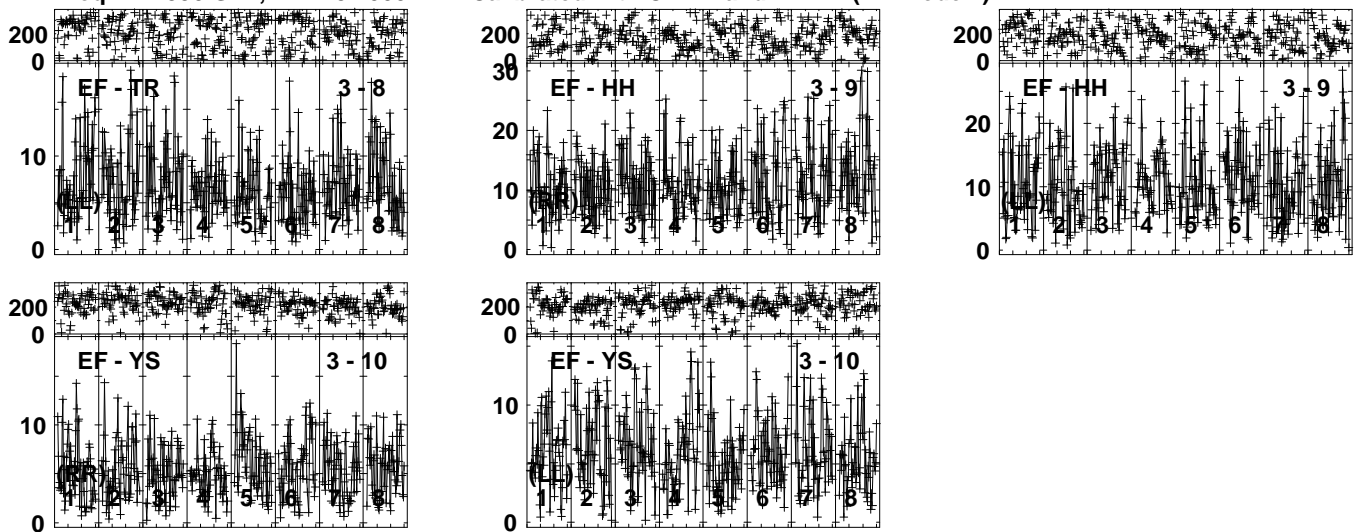 200 200 200
0 0 0
30
EF - TR 3 - 8 EF - HH 3 - 9 EF - HH 3 - 9
20 20
10 10 10
(LL) (RR) (LL)
1 2 3 4 5 6 7 8 1 2 3 4 5 6 7 8 1 2 3 4 5 6 7 8
0 0 0
200 200
0 0
EF - YS 3 - 10 EF - YS 3 - 10
10 10
(RR) (LL)
1 2 3 4 5 6 7 8 1 2 3 4 5 6 7 8
0 0